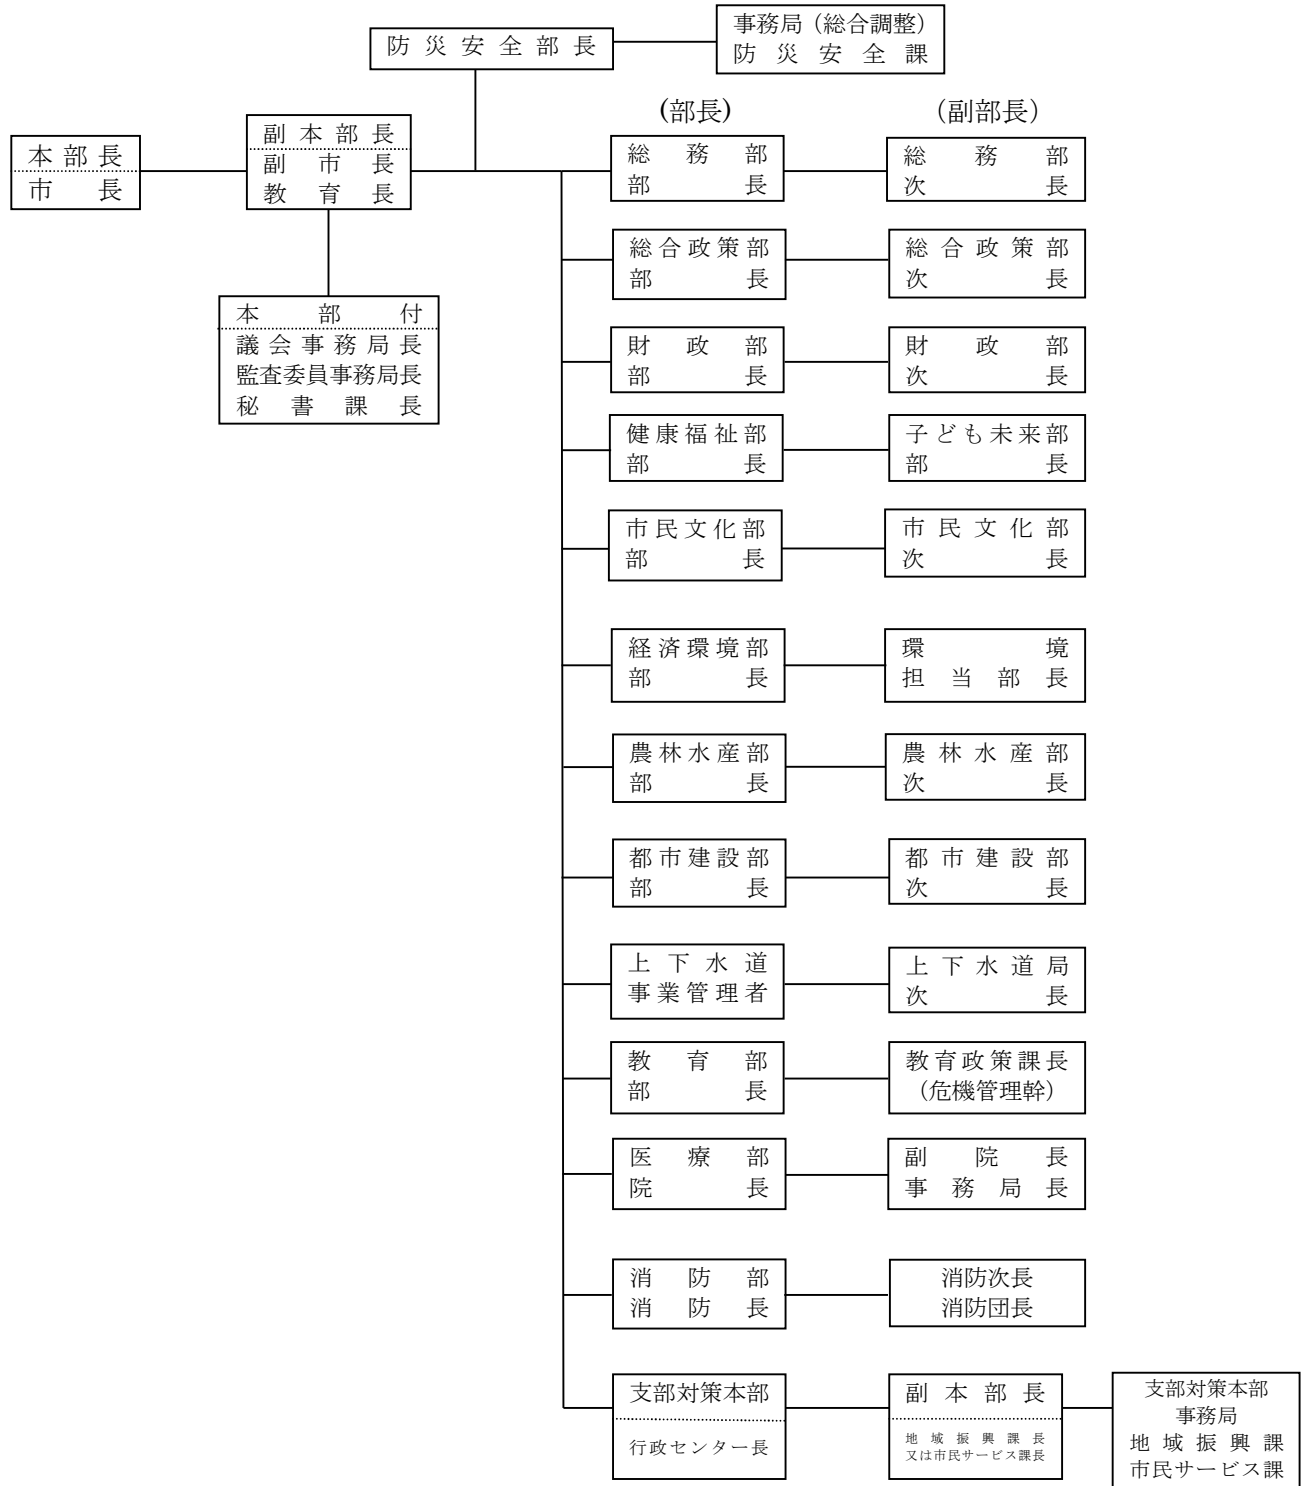 防災安全部長
事務局（総合調整）
防災安全課
(部長)
（副部長）
本部長
市長
副本部長
副市長
教育長
本部付
議会事務局長
監査委員事務局長
秘書課長
総務部
部長
総務部
次長
総合政策部
部長
総合政策部
次長
財政部
部長
財政部
次長
健康福祉部
部長
子ども未来部
部長
市民文化部
部長
市民文化部
次長
経済環境部
部長
環境
担当部長
農林水産部
部長
農林水産部
次長
都市建設部
部長
都市建設部
次長
上下水道
事業管理者
上下水道局
次長
教育部
部長
教育政策課長
（危機管理幹）
医療部
院長
副院長
事務局長
消防部
消防長
消防次長
消防団長
支部対策本部
行政センター長
副本部長
地域振興課長
又は市民サービス課長
支部対策本部
事務局
地域振興課
市民サービス課